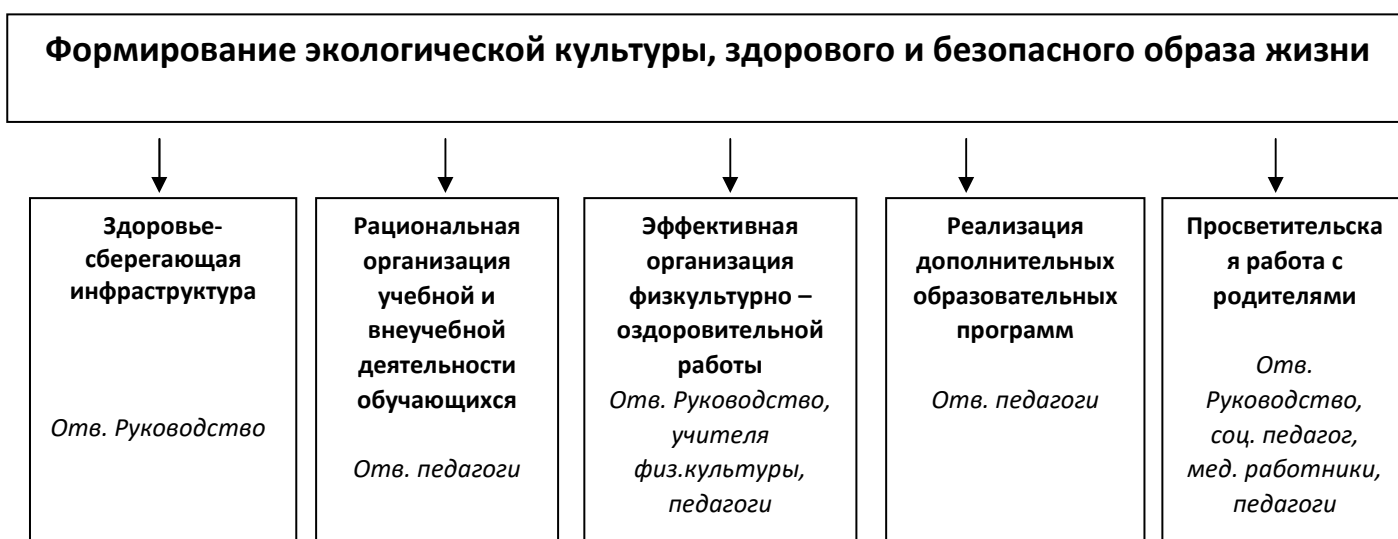 Формирование экологической культуры, здорового и безопасного образа жизни
Здоровье-
сберегающая
инфраструктура
Отв. Руководство
Рациональная
организация
учебной и
внеучебной
деятельности
обучающихся
Отв. педагоги
Эффективная
организация
физкультурно –
оздоровительной
работы
Отв. Руководство,
учителя
физ.культуры,
педагоги
Реализация
дополнительных
образовательных
программ
Отв. педагоги
Просветительска
я работа с
родителями
Отв.
Руководство,
соц. педагог,
мед. работники,
педагоги